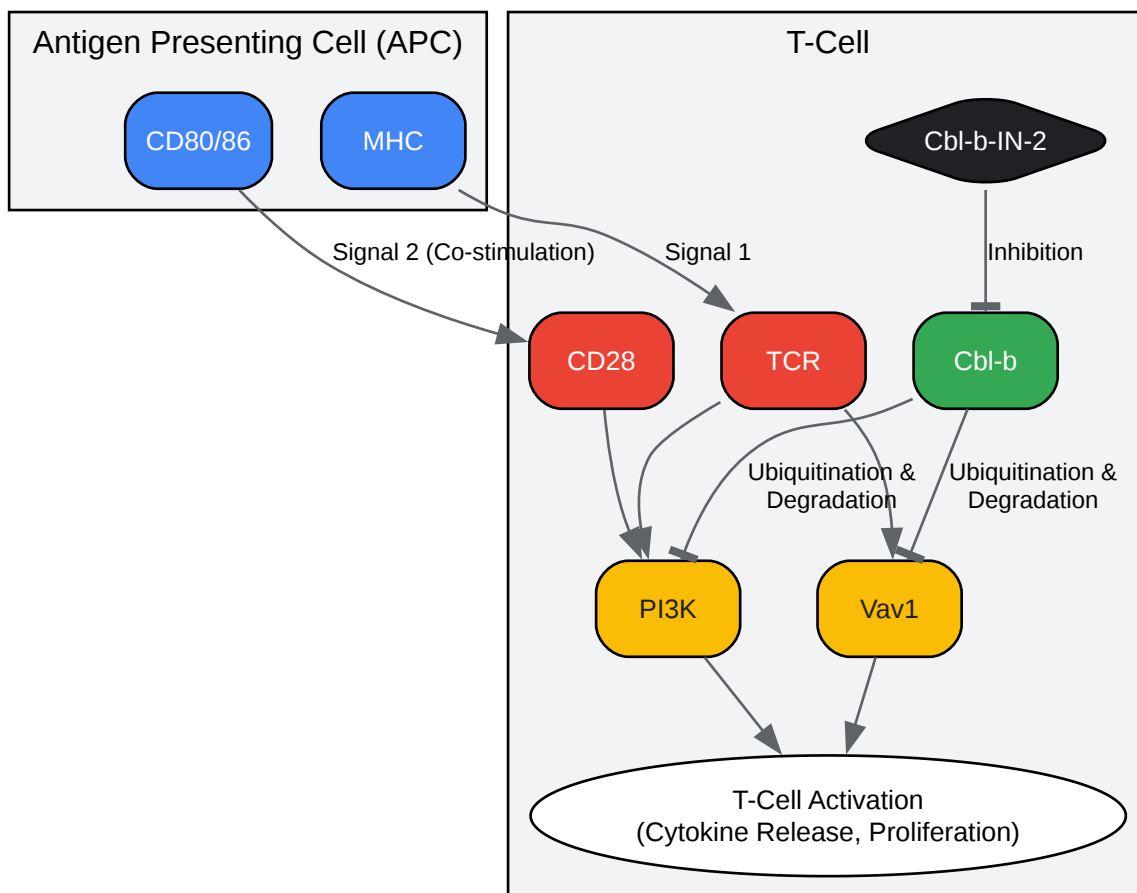 Antigen Presenting Cell (APC)
T-Cell
CD80/86
MHC
Cbl-b-IN-2
Signal 2 (Co-stimulation)
Signal 1
Inhibition
CD28
TCR
Cbl-b
Ubiquitination &
Degradation
Ubiquitination &
Degradation
PI3K
Vav1
T-Cell Activation
(Cytokine Release, Proliferation)